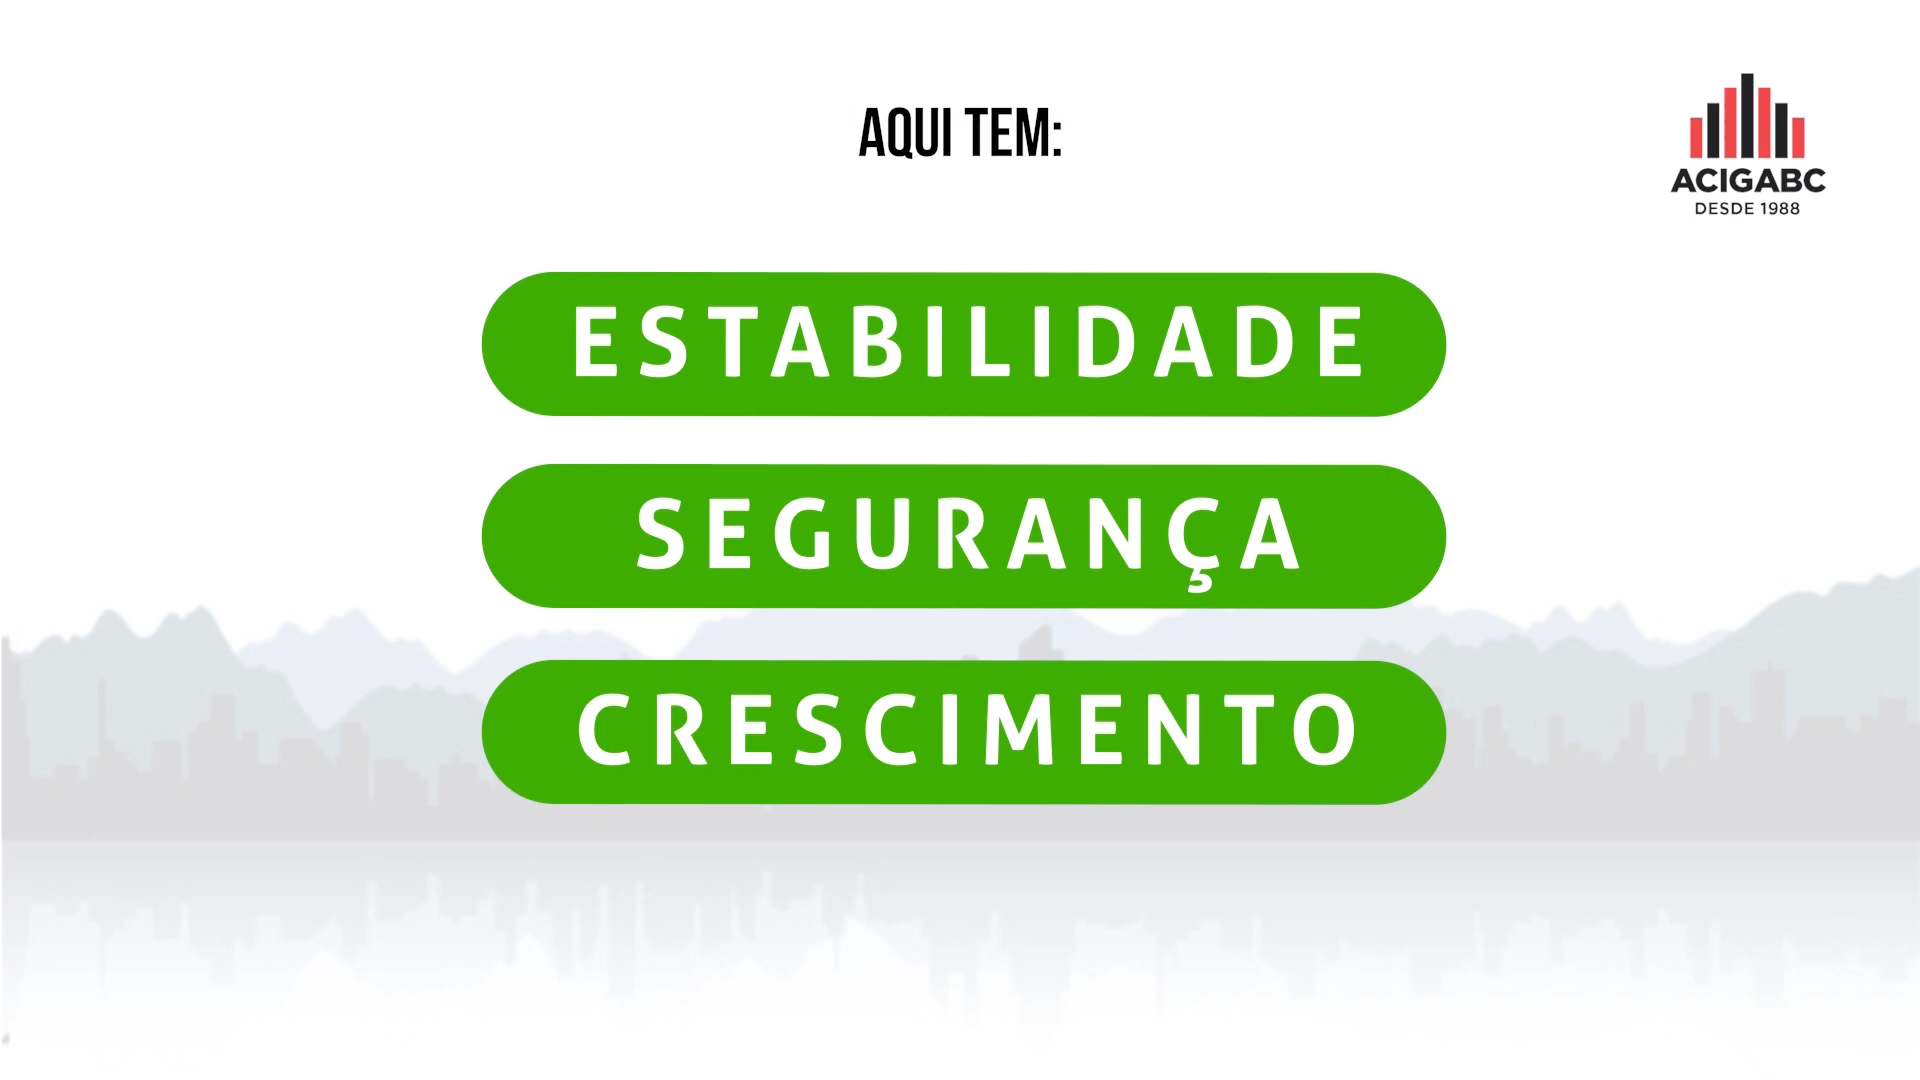 AQUI TEM:
ACIGABC
DESDE 1988
ESTABILIDADE
SEGURANÇA
CRESCIMENTO